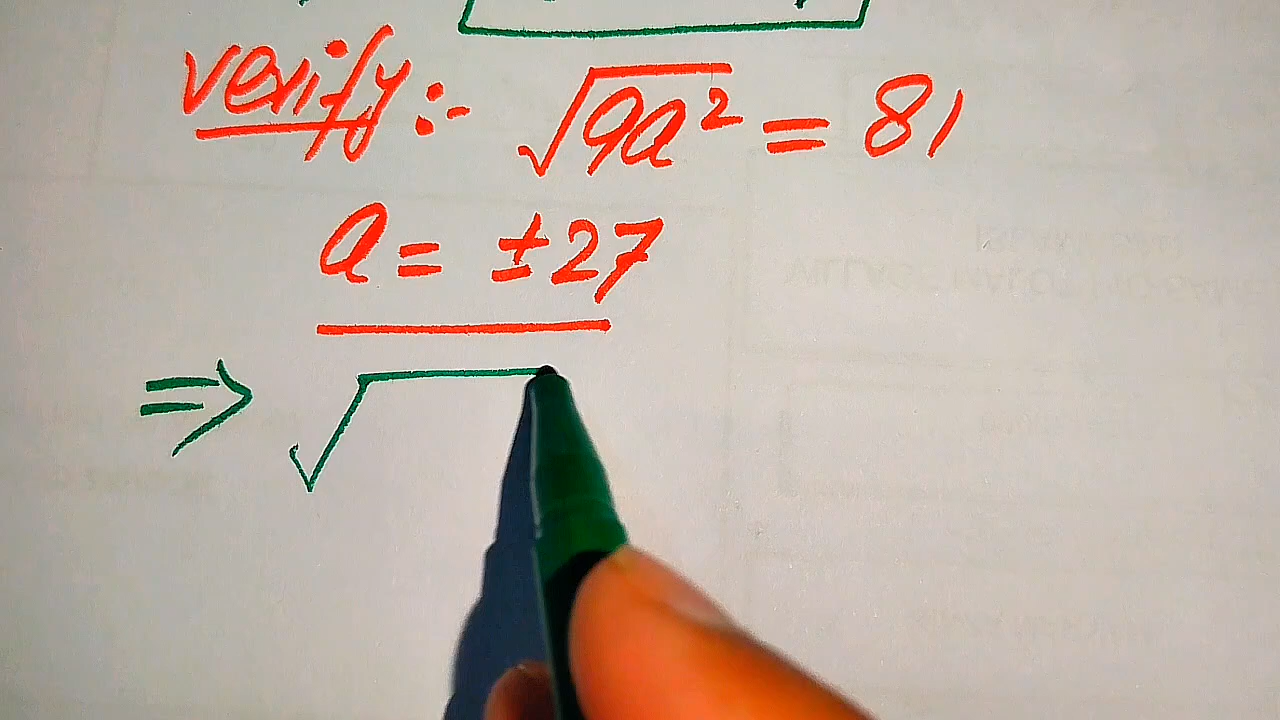 verify :- √9a² = 81
a = ±27
⇒ √